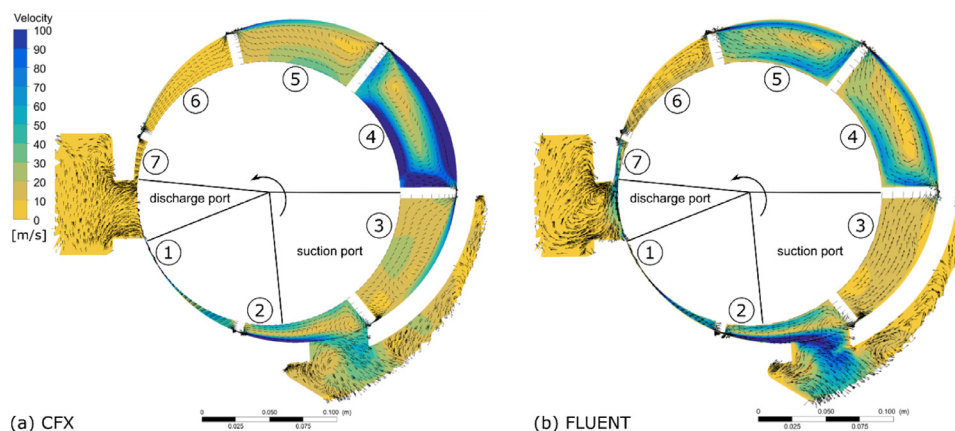 Velocity
100
90
80
70
60
50
40
30
20
10
0
[m/s]
5
6
4
7
discharge port
3
1
suction port
2
0 0.050 0.100 (m)
0.025 0.075
(a) CFX
5
6
4
7
discharge port
3
1
suction port
2
0 0.050 0.100 (m)
0.025 0.075
(b) FLUENT